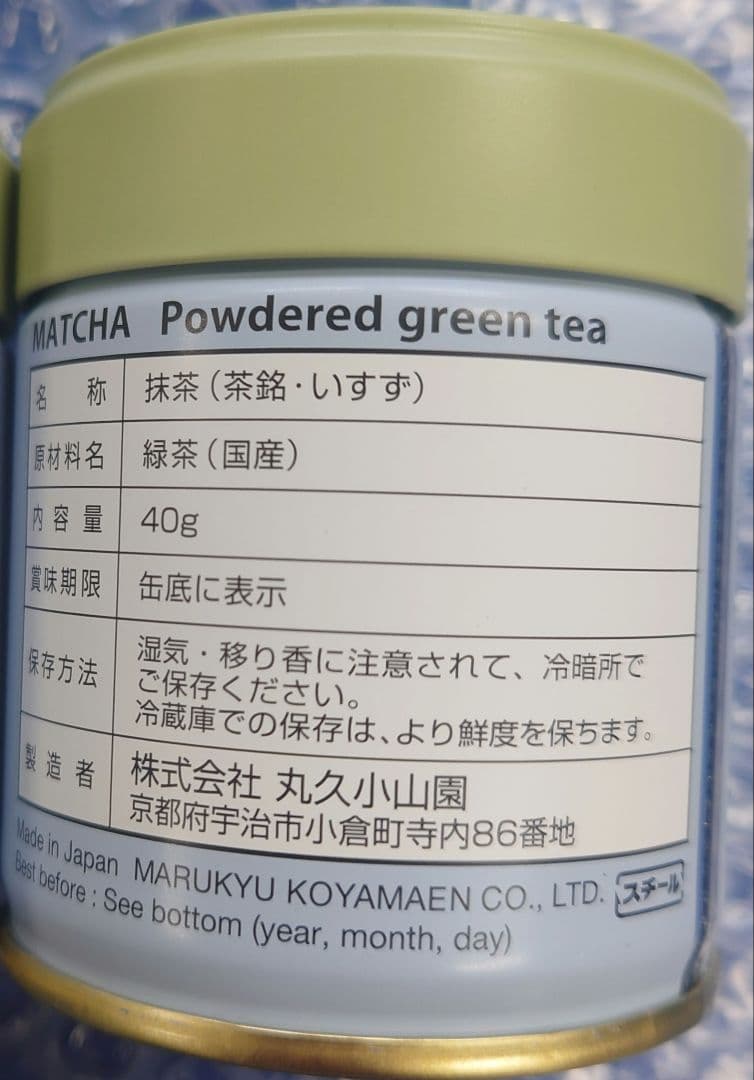 MATCHA Powdered green tea
名称 抹茶(茶銘・いすず)
原材料名 緑茶(国産)
内容量 40g
賞味期限 缶底に表示
保存方法 湿気・移り香に注意されて、冷暗所で
ご保存ください。
冷蔵庫での保存は、より鮮度を保ちます。
製造者 株式会社 丸久小山園
京都府宇治市小倉町寺内86番地
Made in Japan MARUKYU KOYAMAEN CO., LTD. スチール
Best before : See bottom (year, month, day)